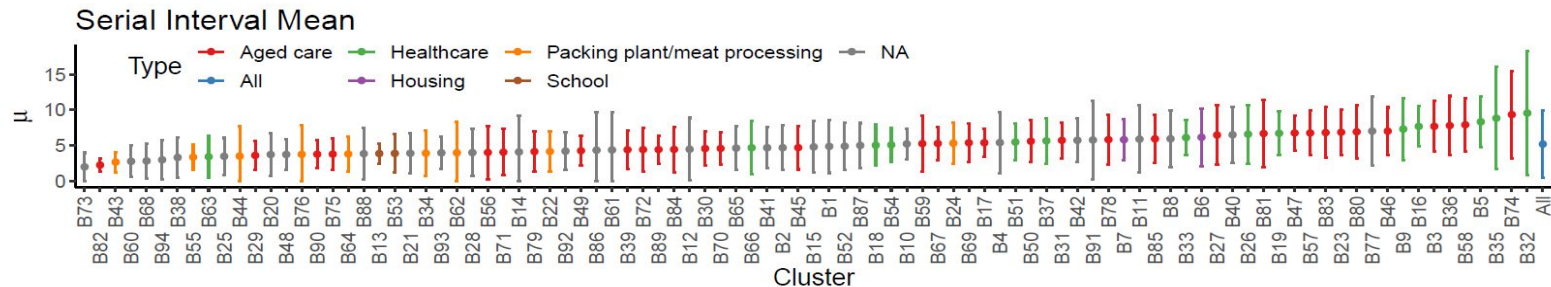 Serial Interval Mean
Type
Aged care
Healthcare
Packing plant/meat processing
NA
All
Housing
School
15
10
5
0
μ
B73 B43 B68 B38 B63 B44 B20 B76 B75 B88 B53 B34 B62 B56 B14 B22 B49 B61 B72 B84 B30 B65 B41 B45 B1 B87 B54 B59 B24 B17 B51 B37 B42 B78 B11 B8 B6 B40 B81 B47 B83 B80 B46 B16 B36 B5 B74 All
B82 B60 B94 B55 B25 B29 B48 B90 B64 B13 B21 B93 B28 B71 B79 B92 B86 B39 B89 B12 B70 B66 B2 B15 B52 B18 B10 B67 B69 B4 B50 B31 B91 B7 B85 B33 B27 B26 B19 B57 B23 B77 B9 B3 B58 B35 B32
Cluster